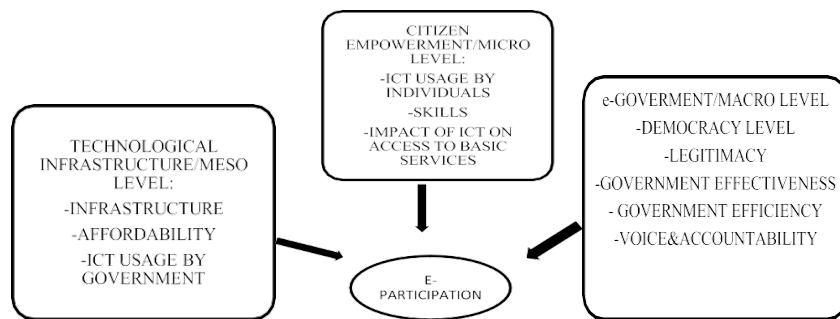 TECHNOLOGICAL
INFRASTRUCTURE/MESO
LEVEL:
-INFRASTRUCTURE
-AFFORDABILITY
-ICT USAGE BY
GOVERNMENT
CITIZEN
EMPOWERMENT/MICRO
LEVEL:
-ICT USAGE BY
INDIVIDUALS
-SKILLS
-IMPACT OF ICT ON
ACCESS TO BASIC
SERVICES
e-GOVERMENT/MACRO LEVEL
-DEMOCRACY LEVEL
-LEGITIMACY
-GOVERNMENT EFFECTIVENESS
- GOVERNMENT EFFICIENCY
-VOICE&ACCOUNTABILITY
E-
PARTICIPATION